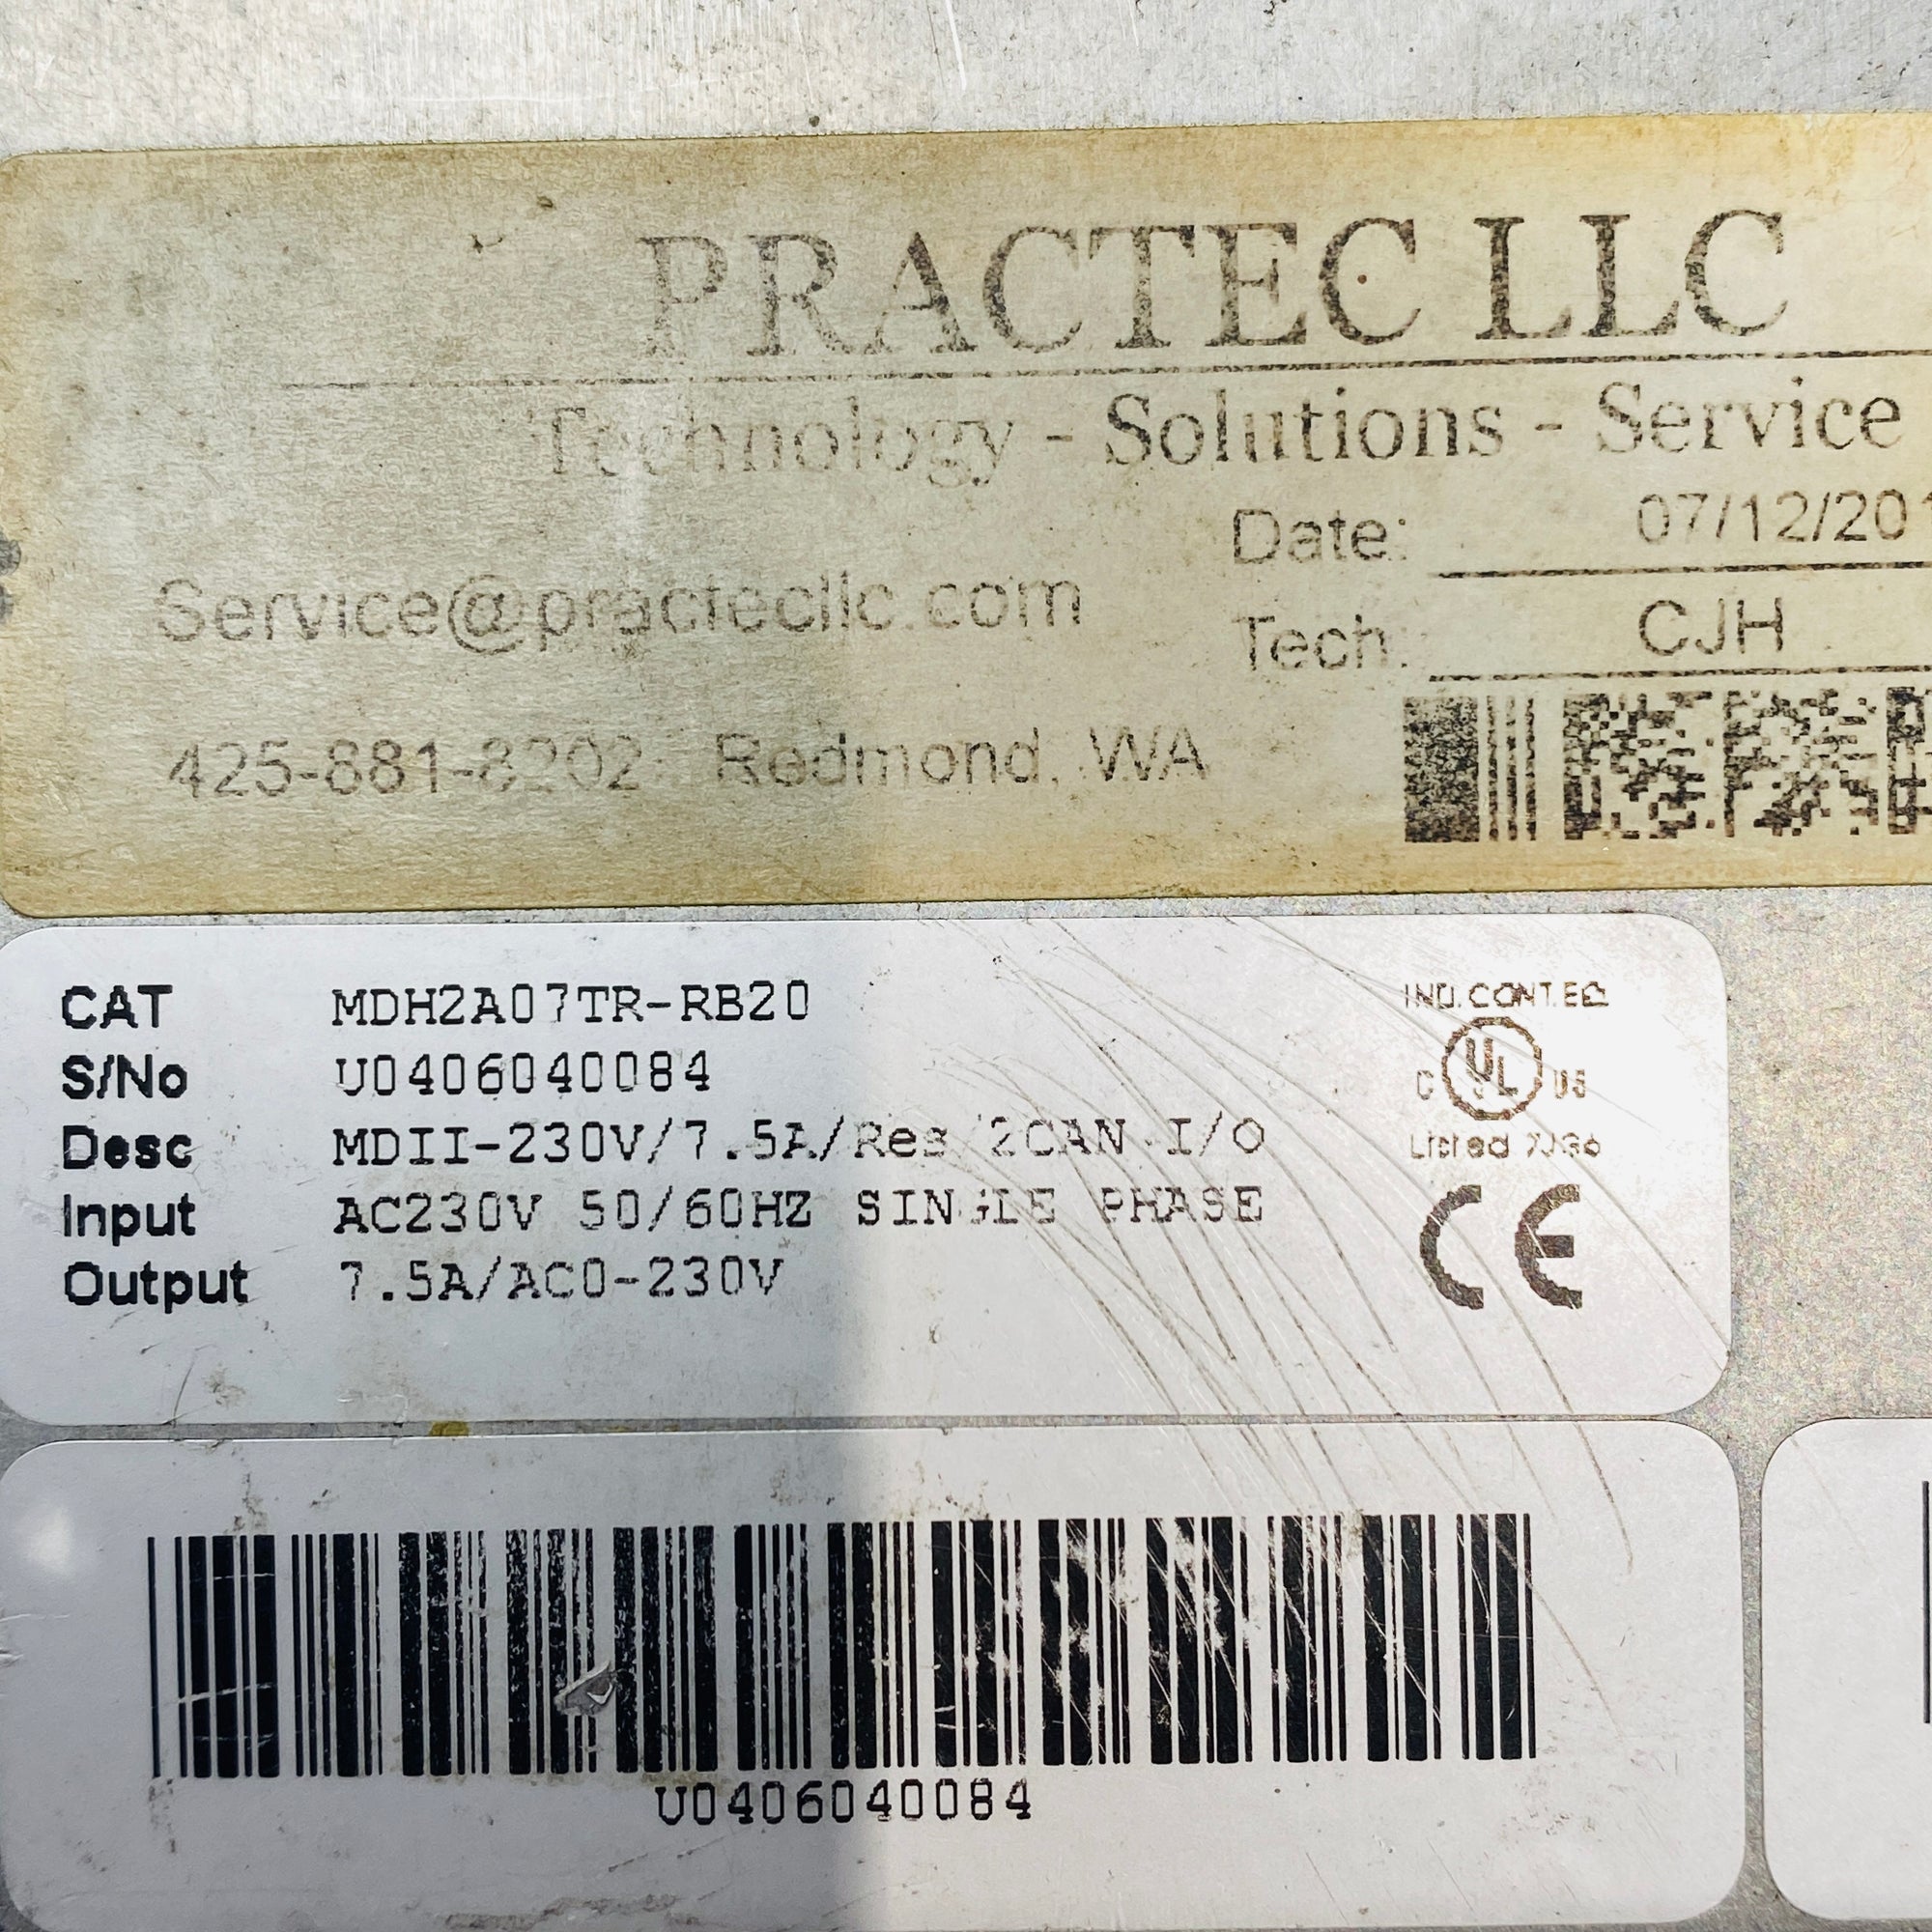 PRACTEC LLC
Technology - Solutions - Service
Date: 07/12/201
Service@practecllc.com
Tech: CJH
425-881-8202 Redmond, WA
CAT MDH2A07TR-RB20
S/No U0406040084
Desc MDII-230V/7.5A/Res/2CAN I/O
Input AC230V 50/60HZ SINGLE PHASE
Output 7.5A/AC0-230V
IND.CONT.EQ
C UL US
Listed 7JG6
CE
U0406040084